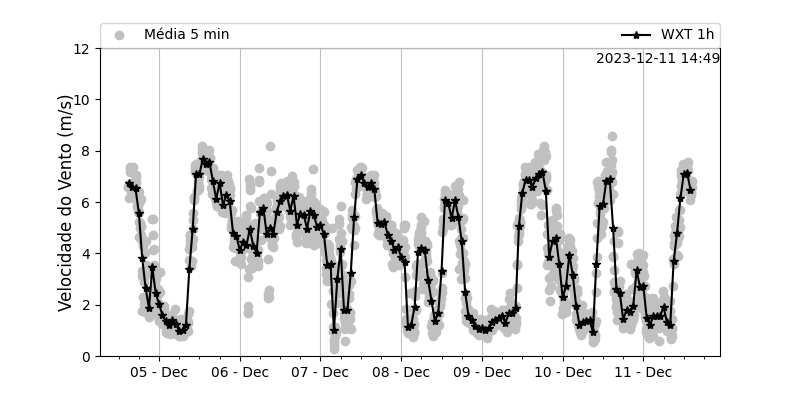 Média 5 min WXT 1h
2023-12-11 14:49
Velocidade do Vento (m/s)
12
10
8
6
4
2
0
05 - Dec 06 - Dec 07 - Dec 08 - Dec 09 - Dec 10 - Dec 11 - Dec